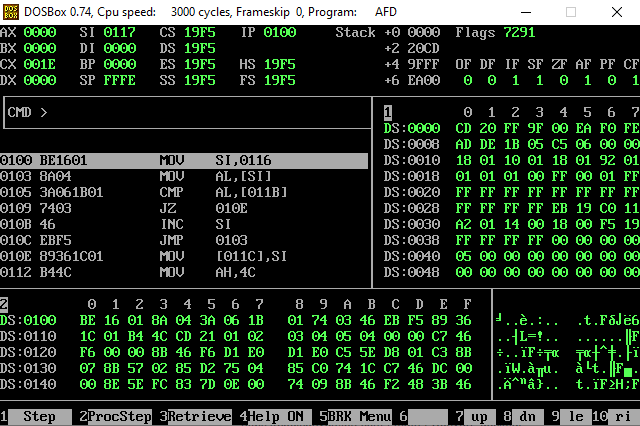 DOSBox 0.74, Cpu speed: 3000 cycles, Frameskip 0, Program: AFD
AX 0000 SI 0117 CS 19F5 IP 0100 Stack +0 0000 Flags 7291
BX 0000 DI 0000 DS 19F5 +2 20CD
CX 001E BP 0000 ES 19F5 HS 19F5 +4 9FFF OF DF IF SF ZF AF PF CF
DX 0000 SP FFFE SS 19F5 FS 19F5 +6 EA00 0 0 1 1 0 1 0 1
CMD >
1 0 1 2 3 4 5 6 7
DS:0000 CD 20 FF 9F 00 EA F0 FE
DS:0008 AD DE 1B 05 C5 06 00 00
0100 BE1601 MOV SI,0116 DS:0010 18 01 10 01 18 01 92 01
0103 8A04 MOV AL,[SI] DS:0018 01 01 01 00 FF 00 01 FF
0105 3A061B01 CMP AL,[011B] DS:0020 FF FF FF FF FF FF FF FF
0109 7403 JZ 010E DS:0028 FF FF FF FF EB 19 C0 11
010B 46 INC SI DS:0030 A2 01 14 00 18 00 F5 19
010C EBF5 JMP 0103 DS:0038 FF FF FF FF 00 00 00 00
010E 89361C01 MOV [011C],SI DS:0040 05 00 00 00 00 00 00 00
0112 B44C MOV AH,4C DS:0048 00 00 00 00 00 00 00 00
2 0 1 2 3 4 5 6 7 8 9 A B C D E F
DS:0100 BE 16 01 8A 04 3A 06 1B 01 74 03 46 EB F5 89 36 ╛..è.:.. .t.Fδ⌡ë6
DS:0110 1C 01 B4 4C CD 21 01 02 03 04 05 04 00 00 C7 46 ..┤L═!.. ......╟F
DS:0120 F6 00 00 8B 46 F6 D1 E0 D1 E0 C5 5E D8 01 C3 8B ÷..ïF÷╤α ╤α┼^╪.├ï
DS:0130 07 8B 57 02 85 D2 75 04 85 C0 74 1C C7 46 DC 00 .ïW.à╥u. à└t.╟F▄.
DS:0140 00 8E 5E FC 83 7D 0E 00 74 09 8B 46 F2 48 3B 46 .Ä^ⁿâ}.. t.ïF≥H;F
1 Step 2ProcStep 3Retrieve 4Help ON 5BRK Menu 6 7 up 8 dn 9 le 10 ri